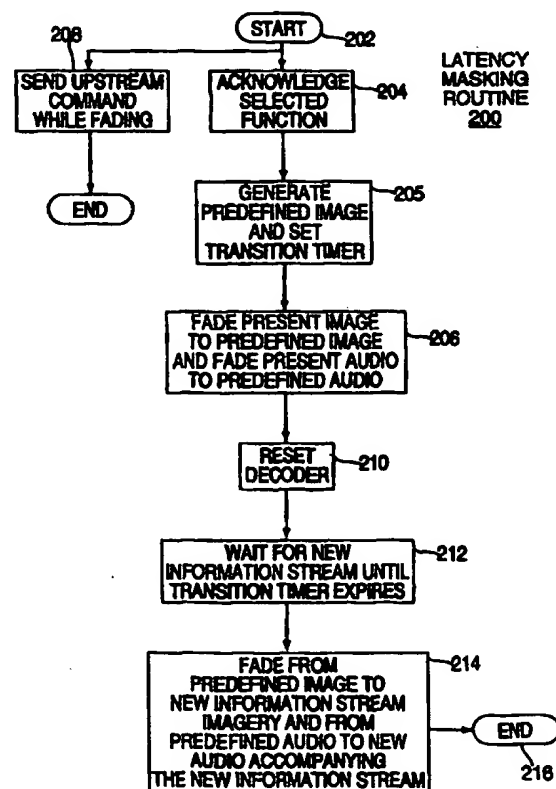 START
202
208
SEND UPSTREAM
COMMAND
WHILE FADING
END
ACKNOWLEDGE
SELECTED
FUNCTION
204
LATENCY
MASKING
ROUTINE
200
GENERATE
PREDEFINED IMAGE
AND SET
TRANSITION TIMER
205
FADE PRESENT IMAGE
TO PREDEFINED IMAGE
AND FADE PRESENT AUDIO
TO PREDEFINED AUDIO
206
RESET
DECODER
210
WAIT FOR NEW
INFORMATION STREAM UNTIL
TRANSITION TIMER EXPIRES
212
FADE FROM
PREDEFINED IMAGE TO
NEW INFORMATION STREAM
IMAGERY AND FROM
PREDEFINED AUDIO TO NEW
AUDIO ACCOMPANYING
THE NEW INFORMATION STREAM
214
END
216